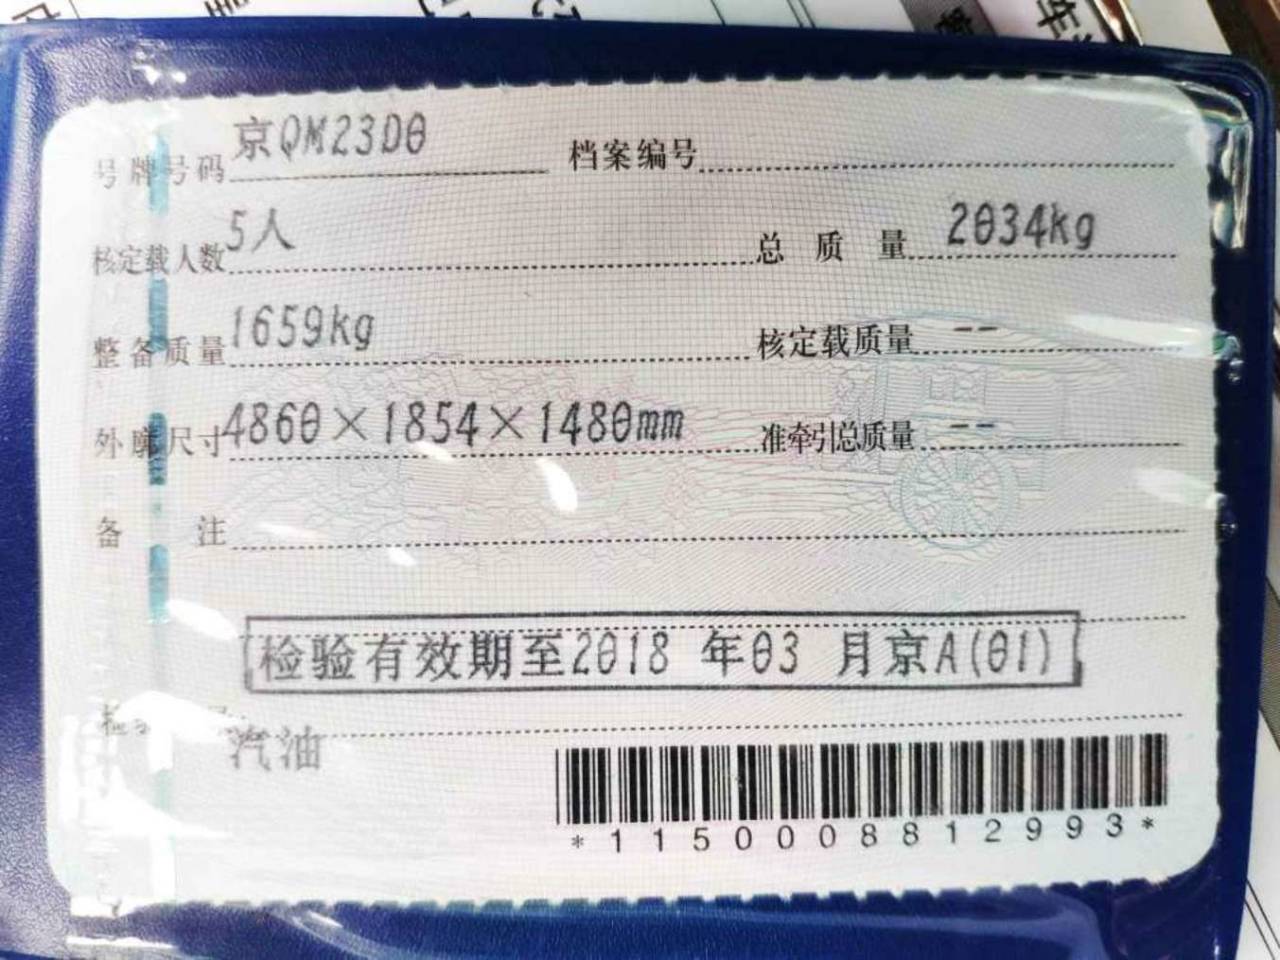 号牌号码 京QM23D0 档案编号
核定载人数 5人 总质量 2034kg
整备质量 1659kg 核定载质量 --
外廓尺寸 4860×1854×1480mm 准牵引总质量 --
备注
检验有效期至2018年03月京A(01)
汽油
*1150008812993*